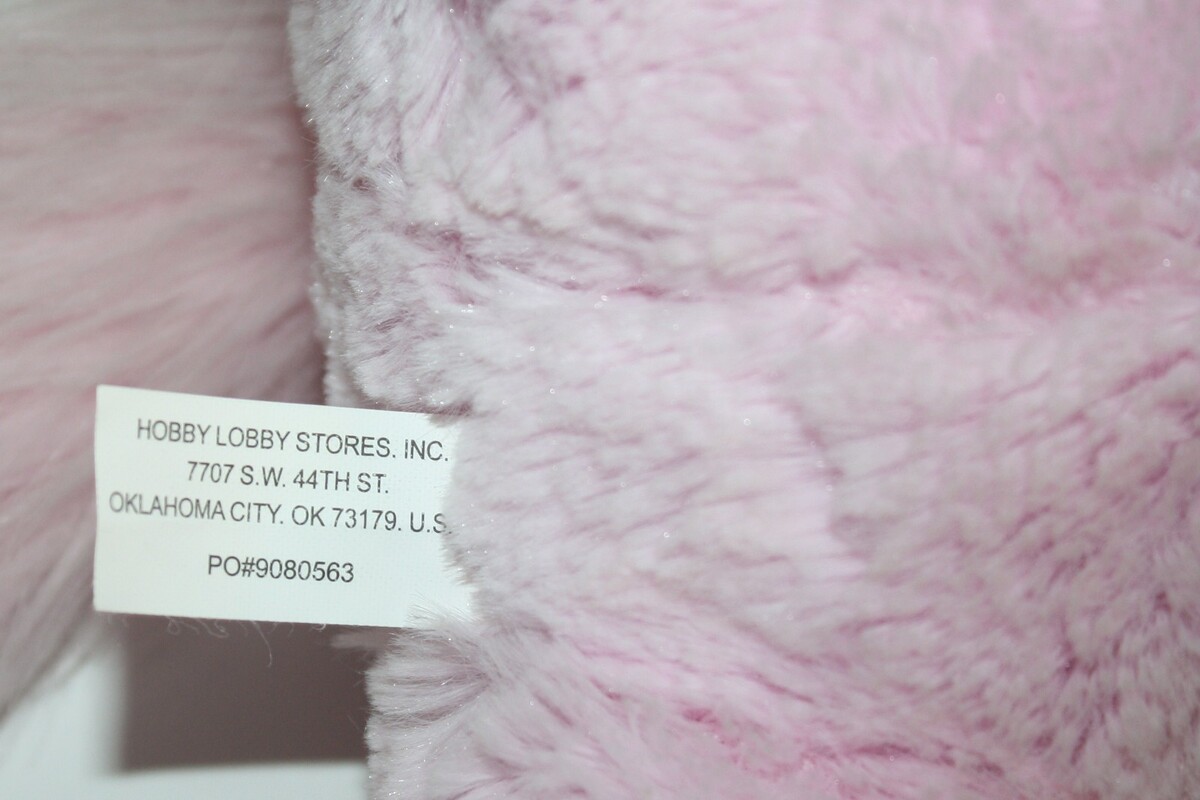 HOBBY LOBBY STORES. INC.
7707 S.W. 44TH ST.
OKLAHOMA CITY. OK 73179. U.S.
PO#9080563